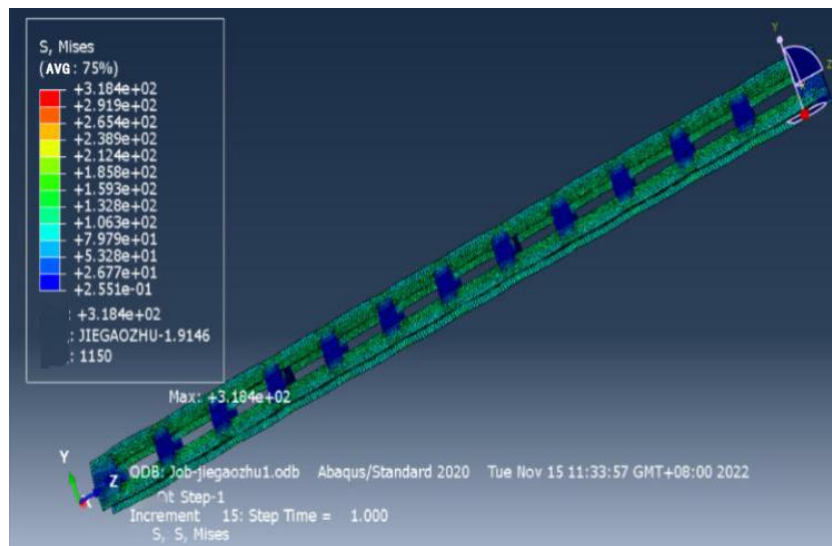 S, Mises
(AVG: 75%)
+3.184e+02
+2.919e+02
+2.654e+02
+2.389e+02
+2.124e+02
+1.858e+02
+1.593e+02
+1.328e+02
+1.063e+02
+7.979e+01
+5.328e+01
+2.677e+01
+2.551e-01
: +3.184e+02
: JIEGAOZHU-1.9146
: 1150
Y
Z
Max: +3.184e+02
Y
Z
ODB: Job-jiegaozhu1.odb Abaqus/Standard 2020 Tue Nov 15 11:33:57 GMT+08:00 2022
Step-1
Increment 15: Step Time = 1.000
S, S, Mises